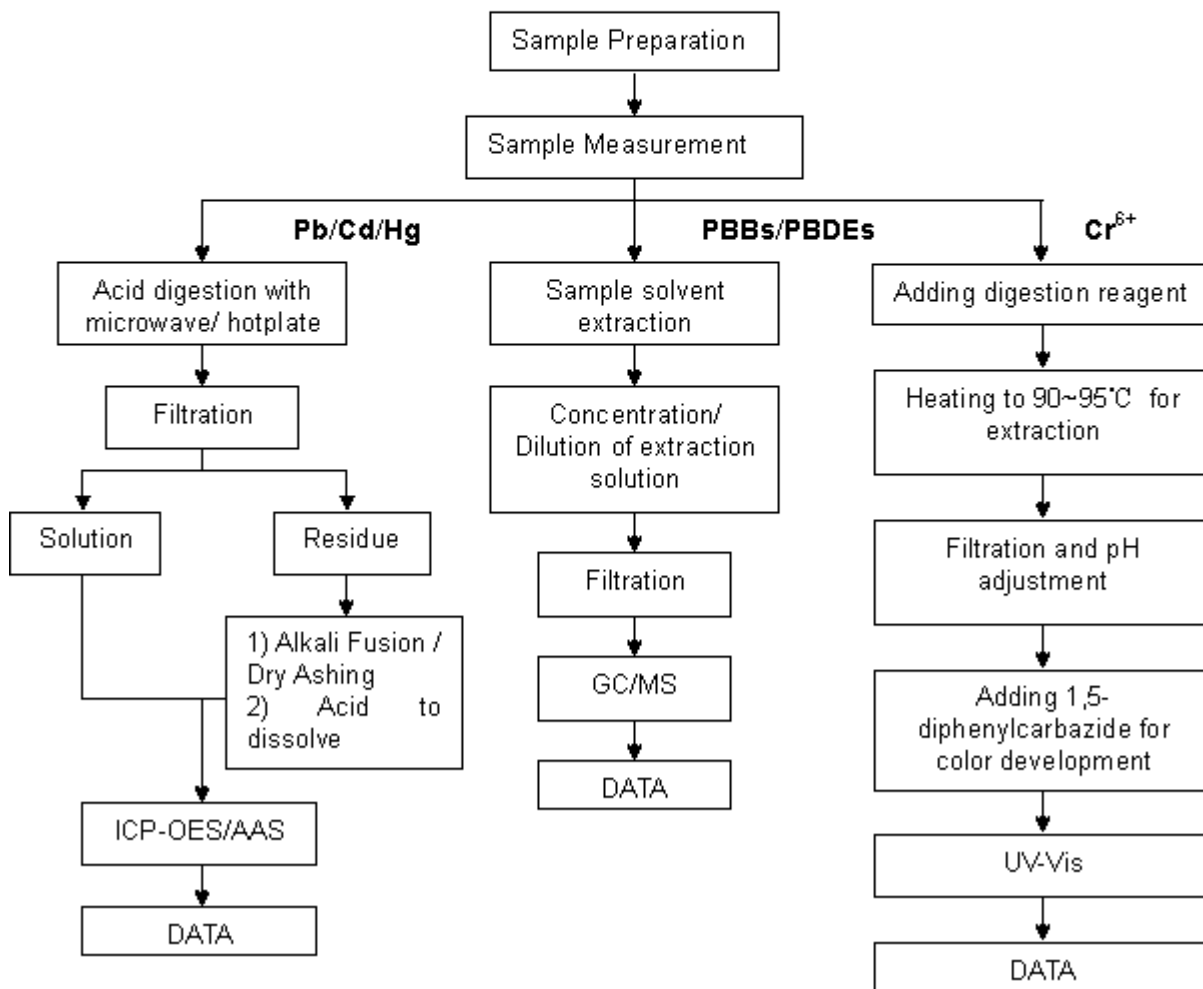 Sample Preparation
Sample Measurement
Pb/Cd/Hg
PBBs/PBDEs
Cr⁶⁺
Acid digestion with
microwave/ hotplate
Filtration
Solution
Residue
1) Alkali Fusion /
Dry Ashing
2) Acid to
dissolve
ICP-OES/AAS
DATA
Sample solvent
extraction
Concentration/
Dilution of extraction
solution
Filtration
GC/MS
DATA
Adding digestion reagent
Heating to 90~95℃ for
extraction
Filtration and pH
adjustment
Adding 1,5-
diphenylcarbazide for
color development
UV-Vis
DATA